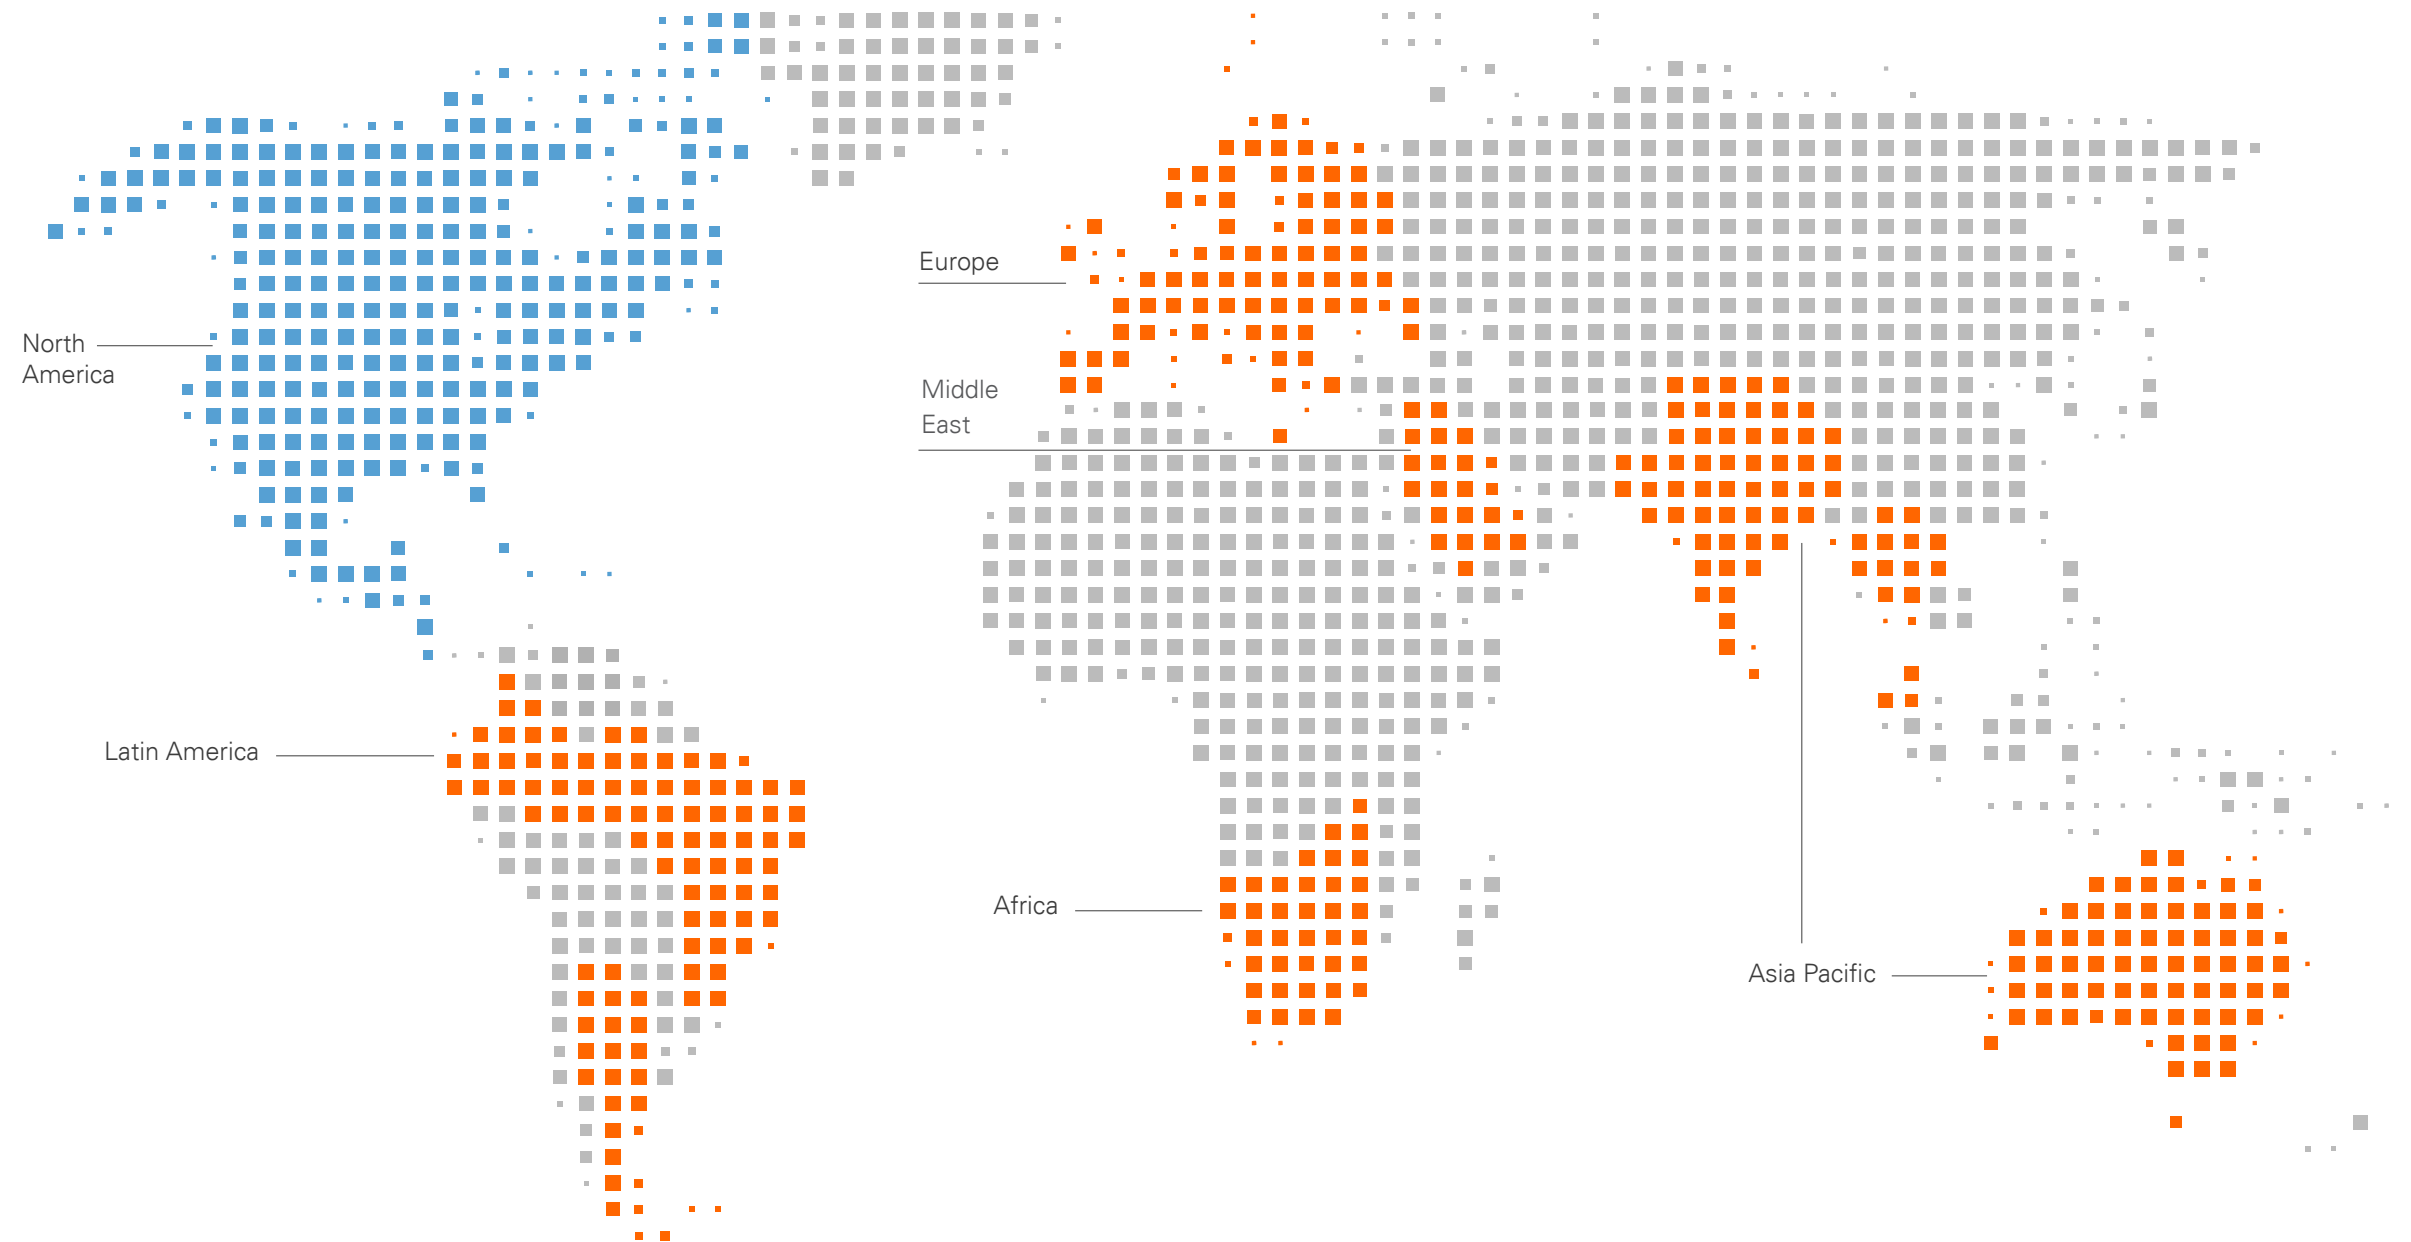 Europe
North
America
Middle
East
Latin America
Africa
Asia Pacific